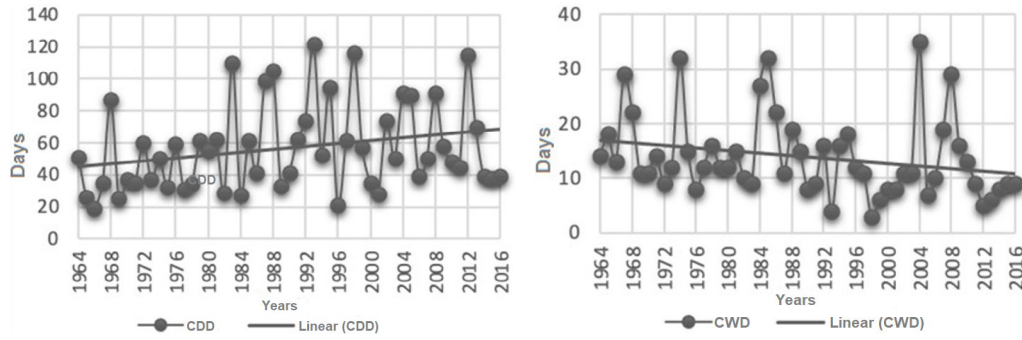 140
120
100
80
60
40
20
0
Days
CDD
1964 1968 1972 1976 1980 1984 1988 1992 1996 2000 2004 2008 2012 2016
Years
CDD Linear (CDD)
40
30
20
10
0
Days
1964 1968 1972 1976 1980 1984 1988 1992 1996 2000 2004 2008 2012 2016
Years
CWD Linear (CWD)